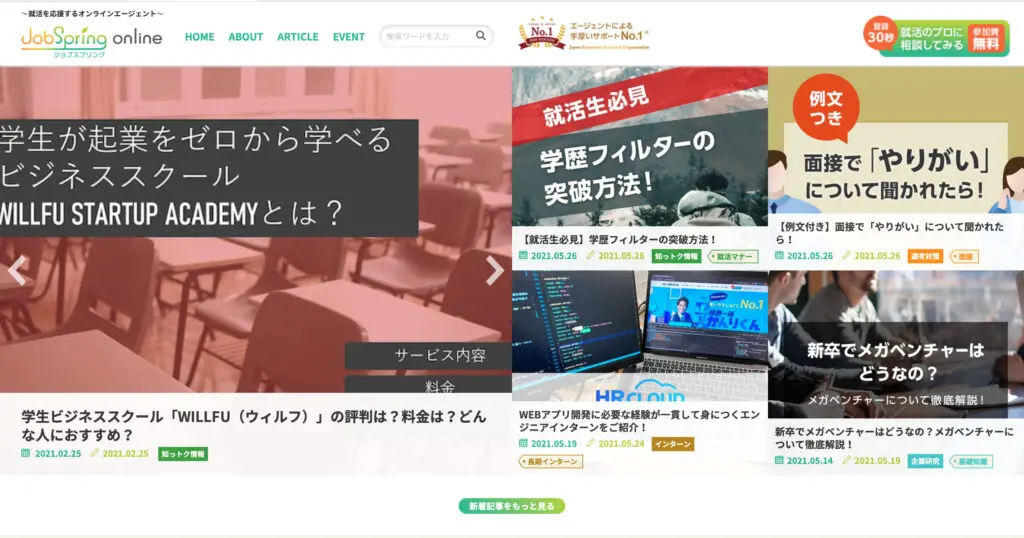 ～就活を応援するオンラインエージェント～
JobSpring online
ジョブスプリング
HOME ABOUT ARTICLE EVENT
検索ワードを入力
No.1
エージェントによる
手厚いサポートNo.1
Japan Business Research Organization
登録
30秒
就活のプロに
相談してみる
参加費
無料
学生が起業をゼロから学べる
ビジネススクール
WILLFU STARTUP ACADEMYとは？
サービス内容
料金
学生ビジネススクール「WILLFU（ウィルフ）」の評判は？料金は？どん
な人におすすめ？
2021.02.25 2021.02.25 知っトク情報
就活生必見
学歴フィルターの
突破方法！
【就活生必見】学歴フィルターの突破方法！
2021.05.26 2021.05.26 知っトク情報 就活マナー
例文
つき
面接で「やりがい」
について聞かれたら！
【例文付き】面接で「やりがい」について聞かれた
ら！
2021.05.26 2021.05.26 選考対策 面接
No.1
かんりくん
HRCLOUD
WEBアプリ開発に必要な経験が一貫して身につくエン
ジニアインターンをご紹介！
2021.05.19 2021.05.24 インターン
長期インターン
新卒でメガベンチャーは
どうなの？
メガベンチャーについて徹底解説！
新卒でメガベンチャーはどうなの？メガベンチャーに
ついて徹底解説！
2021.05.14 2021.05.19 企業研究 基礎知識
新着記事をもっと見る